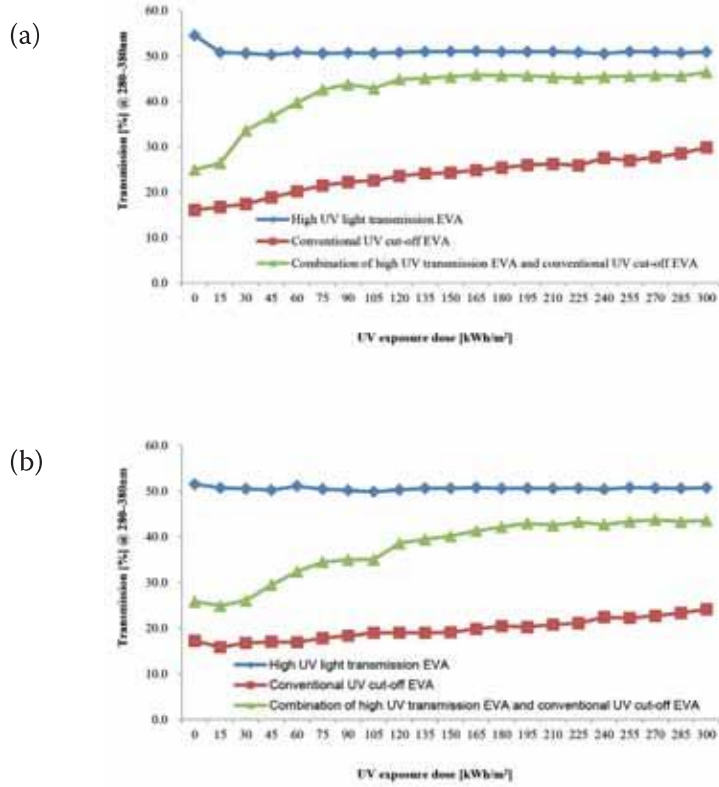 (a)
60.0
50.0
40.0
30.0
20.0
10.0
0.0
Transmission [%] @ 280-380nm
High UV light transmission EVA
Conventional UV cut-off EVA
Combination of high UV transmission EVA and conventional UV cut-off EVA
0 15 30 45 60 75 90 105 120 135 150 165 180 195 210 225 240 255 270 285 300
UV exposure dose [kWh/m²]
(b)
60.0
50.0
40.0
30.0
20.0
10.0
0.0
Transmission [%] @ 280-380nm
High UV light transmission EVA
Conventional UV cut-off EVA
Combination of high UV transmission EVA and conventional UV cut-off EVA
0 15 30 45 60 75 90 105 120 135 150 165 180 195 210 225 240 255 270 285 300
UV exposure dose [kWh/m²]